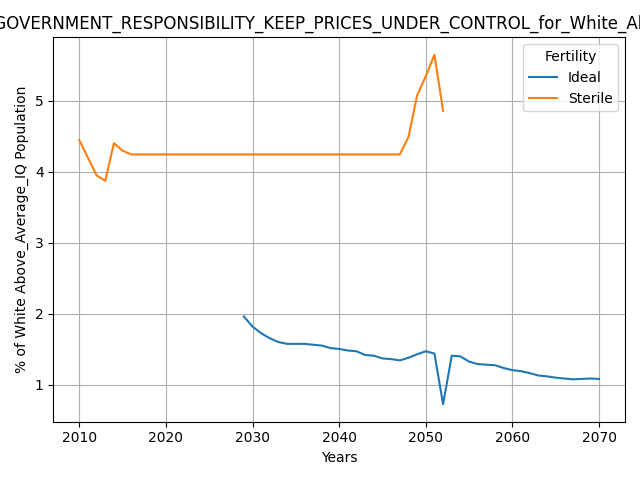 GOVERNMENT_RESPONSIBILITY_KEEP_PRICES_UNDER_CONTROL_for_White_A
Fertility
Ideal
Sterile
% of White Above_Average_IQ Population
5
4
3
2
1
2010 2020 2030 2040 2050 2060 2070
Years